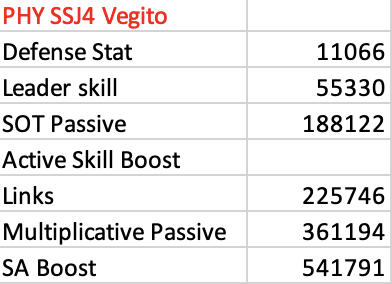 PHY SSJ4 Vegito
Defense Stat 11066
Leader skill 55330
SOT Passive 188122
Active Skill Boost
Links 225746
Multiplicative Passive 361194
SA Boost 541791